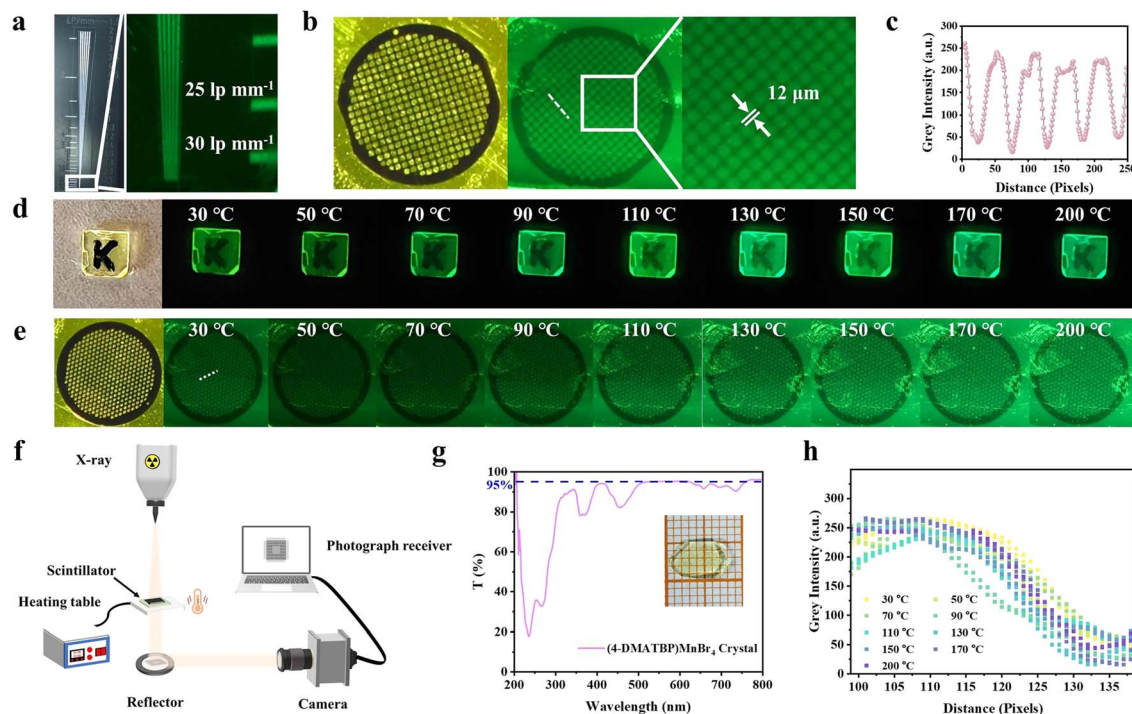 a
LP/mm
25 lp mm⁻¹
30 lp mm⁻¹
b
12 μm
c
Grey Intensity (a.u.)
400
350
300
250
200
150
100
50
0
0 50 100 150 200 250
Distance (Pixels)
d
K
30 °C 50 °C 70 °C 90 °C 110 °C 130 °C 150 °C 170 °C 200 °C
e
30 °C 50 °C 70 °C 90 °C 110 °C 130 °C 150 °C 170 °C 200 °C
f
X-ray
Scintillator
Heating table
Photograph receiver
Reflector
Camera
g
T (%)
100
95%
80
60
40
20
0
(4-DMATBP)MnBr₄ Crystal
200 300 400 500 600 700 800
Wavelength (nm)
h
Grey Intensity (a.u.)
350
300
250
200
150
100
50
0
30 °C 50 °C
70 °C 90 °C
110 °C 130 °C
150 °C 170 °C
200 °C
100 105 110 115 120 125 130 135
Distance (Pixels)